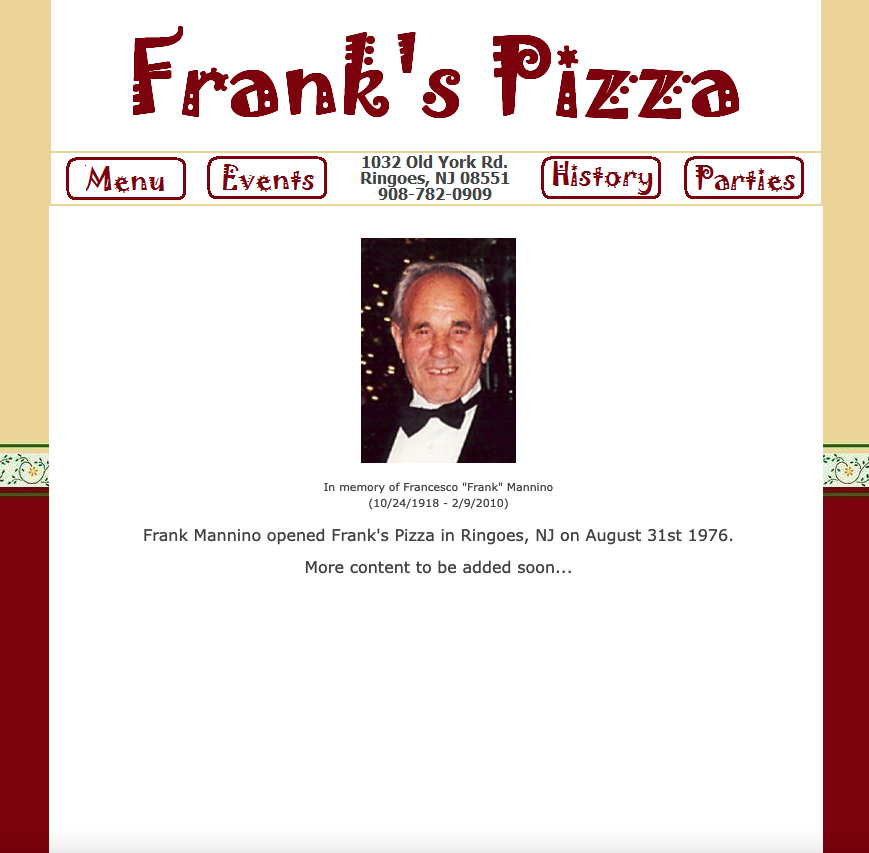 Frank's Pizza
Menu
Events
1032 Old York Rd.
Ringoes, NJ 08551
908-782-0909
History
Parties
In memory of Francesco "Frank" Mannino
(10/24/1918 - 2/9/2010)
Frank Mannino opened Frank's Pizza in Ringoes, NJ on August 31st 1976.
More content to be added soon...